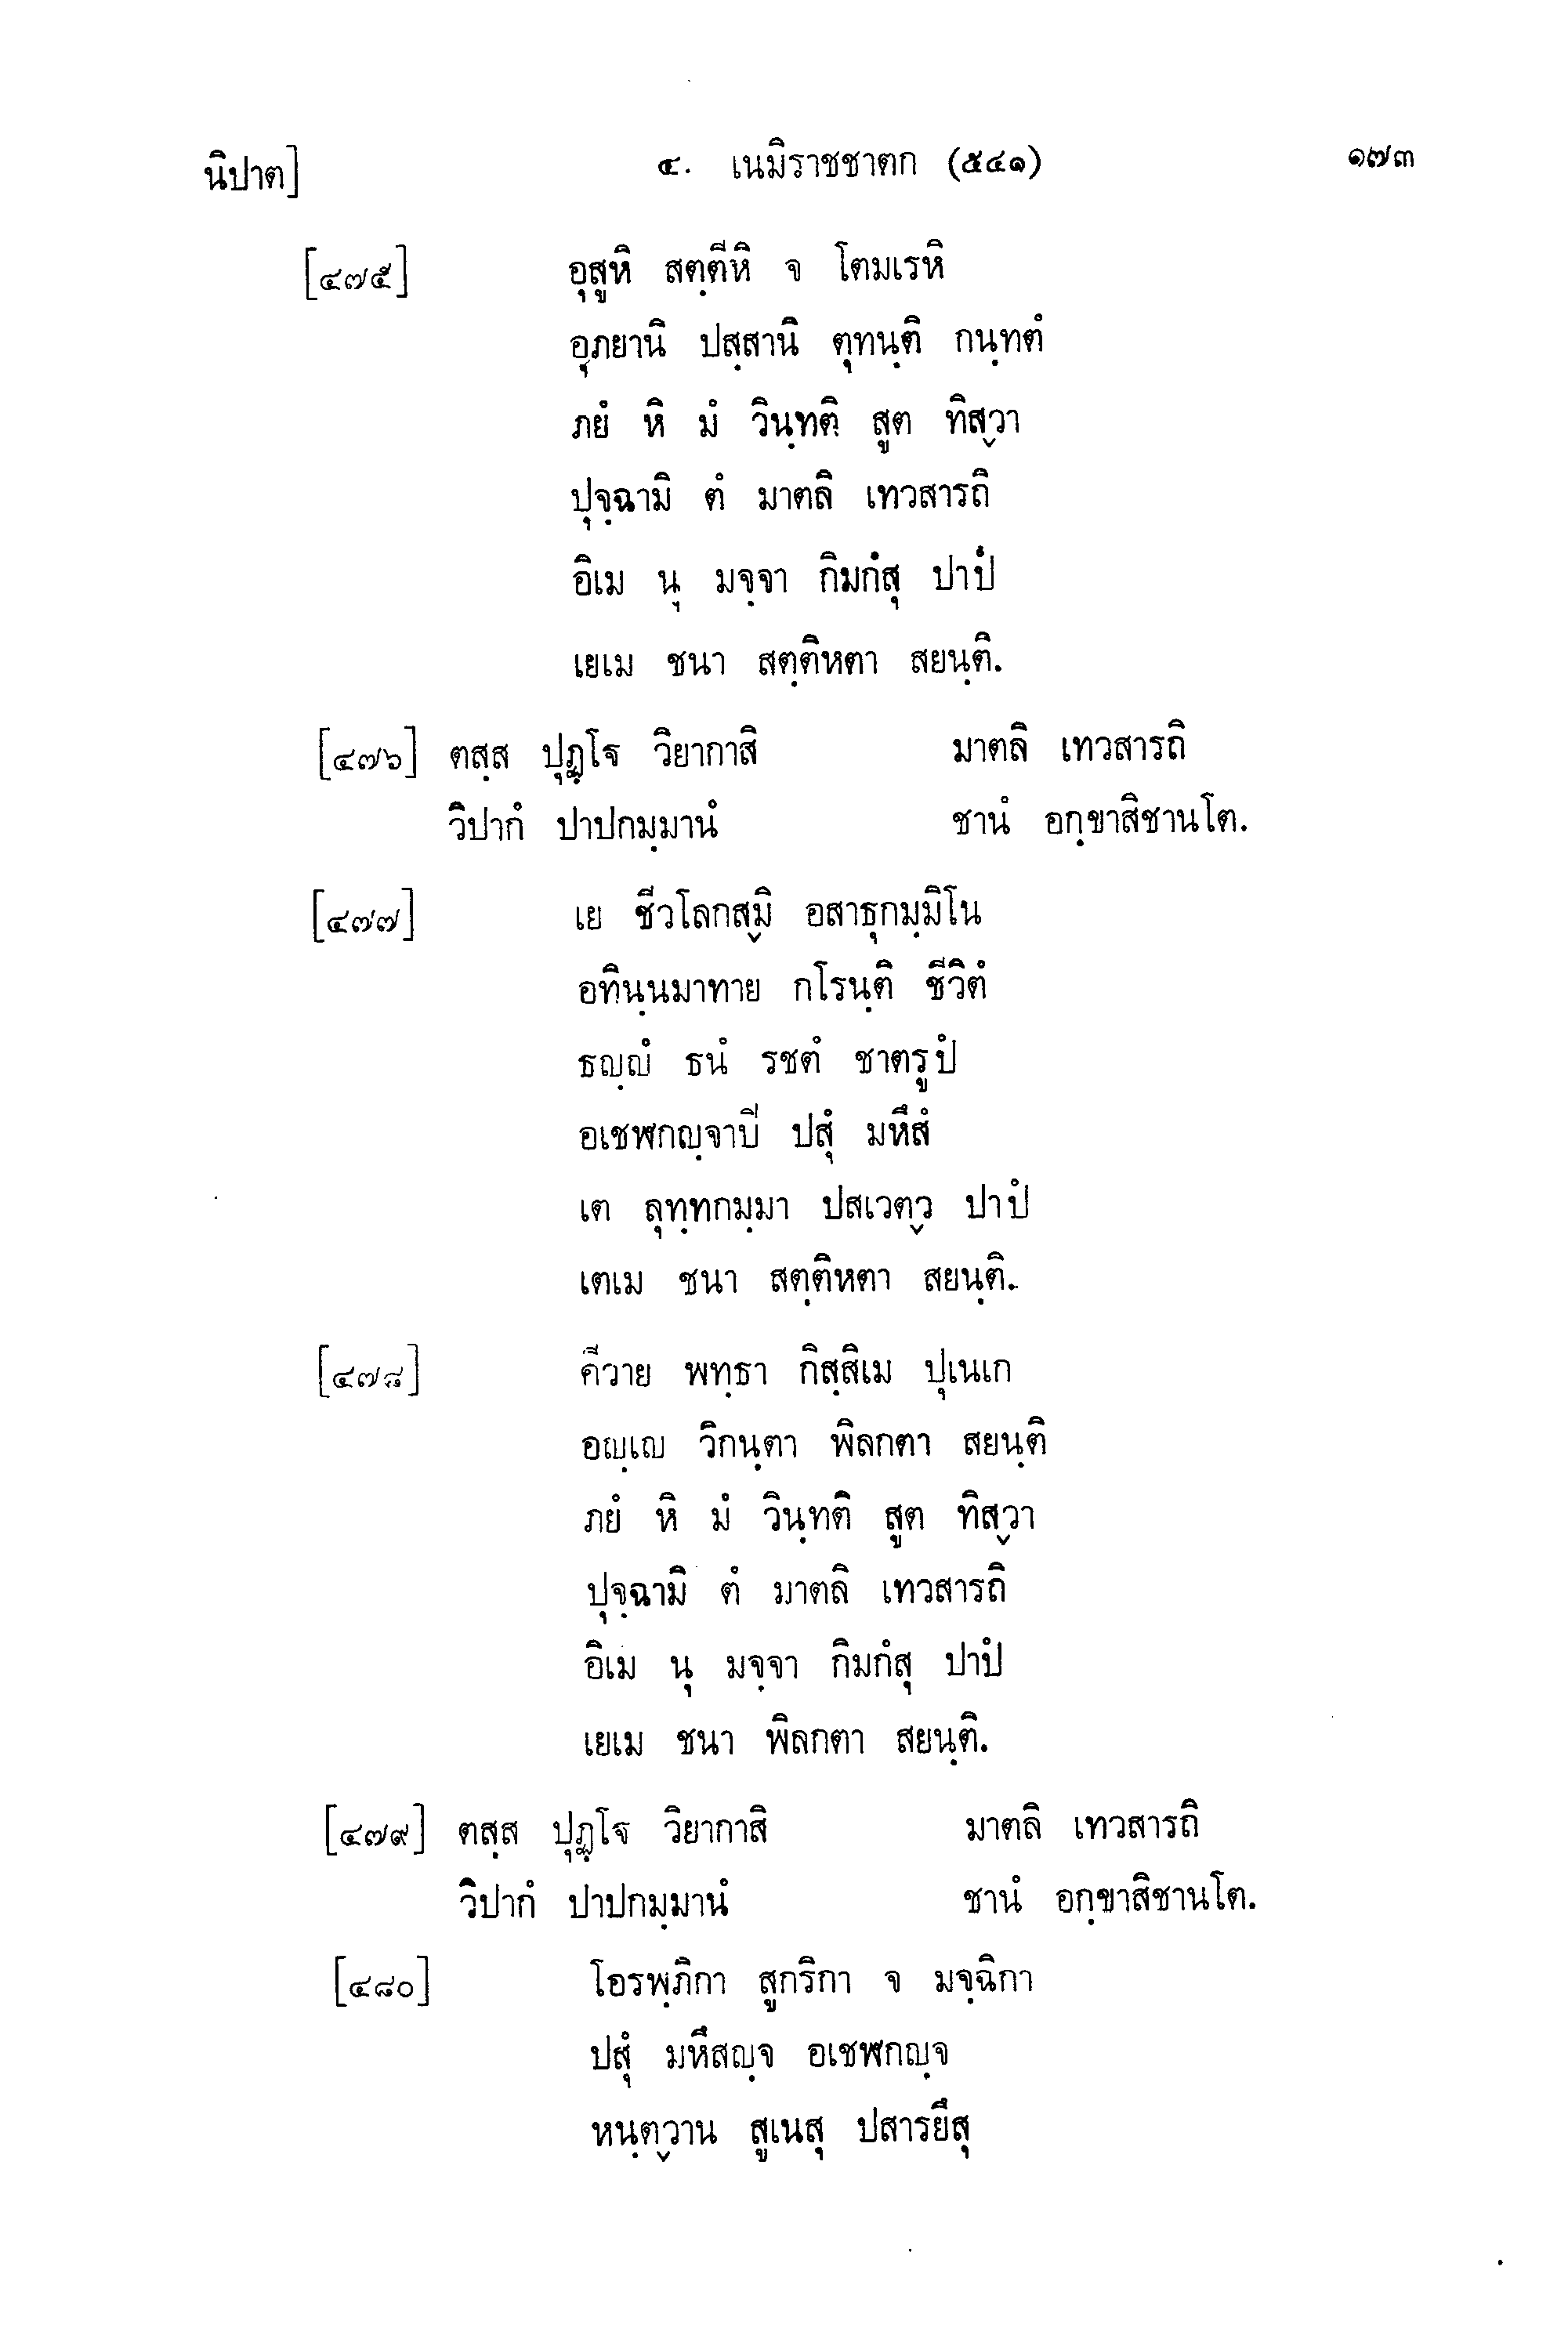 นิปาต] ๔. เนมิราชชาตก (๕๔๑) ๑๗๓
[๔๗๕] อุสูหิ สตฺตีหิ จ โตมเรหิ
อุภยานิ ปสฺสานิ ตุทนฺติ กนฺทตํ
ภยํ หิ มํ วินฺทติ สูต ทิสฺวา
ปุจฺฉามิ ตํ มาตลิ เทวสารถิ
อิเม นุ มจฺจา กิมกํสุ ปาปํ
เยเม ชนา สตฺติหตา สยนฺติ.
[๔๗๖] ตสฺส ปุฏฺโฐ วิยากาสิ มาตลิ เทวสารถิ
วิปากํ ปาปกมฺมานํ ชานํ อกฺขาสิชานโต.
[๔๗๗] เย ชีวโลกสฺมิ อสาธุกมฺมิโน
อทินฺนมาทาย กโรนฺติ ชีวิตํ
ธญฺญํ ธนํ รชตํ ชาตรูปํ
อเชฬกญฺจาปิ ปสุํ มหึสํ
เต ลุทฺทกมฺมา ปสเวตฺว ปาปํ
เตเม ชนา สตฺติหตา สยนฺติ.
[๔๗๘] คีวาย พทฺธา กิสฺสิเม ปุเนเก
อญฺเญ วิกนฺตา พิลกตา สยนฺติ
ภยํ หิ มํ วินฺทติ สูต ทิสฺวา
ปุจฺฉามิ ตํ มาตลิ เทวสารถิ
อิเม นุ มจฺจา กิมกํสุ ปาปํ
เยเม ชนา พิลกตา สยนฺติ.
[๔๗๙] ตสฺส ปุฏฺโฐ วิยากาสิ มาตลิ เทวสารถิ
วิปากํ ปาปกมฺมานํ ชานํ อกฺขาสิชานโต.
[๔๘๐] โอรพฺภิกา สูกริกา จ มจฺฉิกา
ปสุํ มหึสญฺจ อเชฬกญฺจ
หนฺตฺวาน สูเนสุ ปสารยึสุ